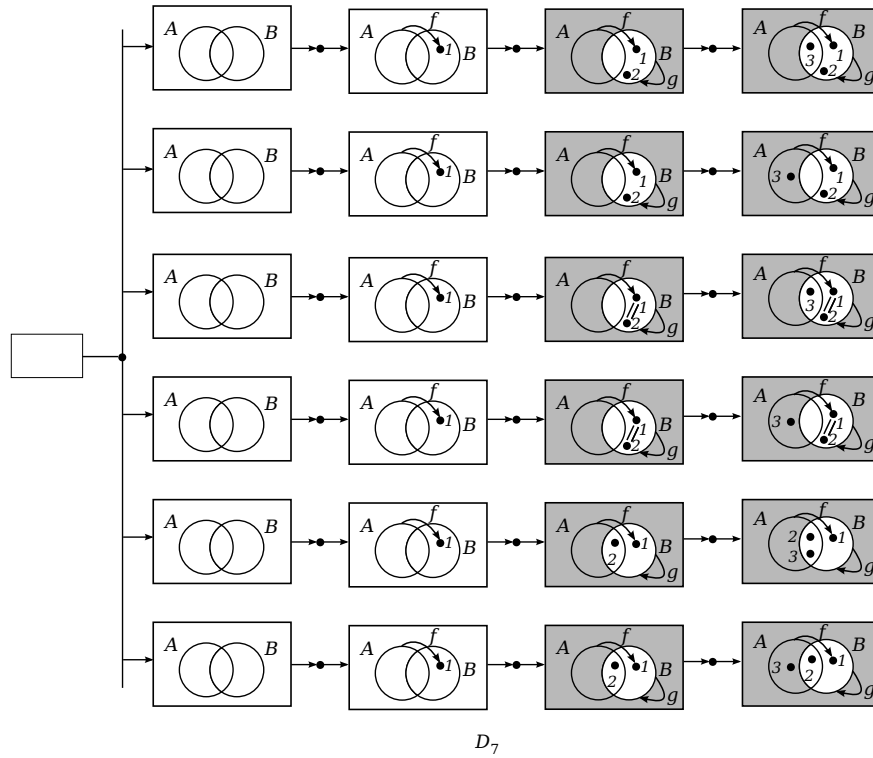 A B f 1 B A f 1 B 2 g A f 3 1 B 2 g
A B A f 1 B A f 1 B 2 g A f 3 1 B 2 g
A B A f 1 B A f 1 B 2 g A f 3 1 B 2 g
A B A f 1 B A f 1 B 2 g A f 3 1 B 2 g
A B A f 1 B A f 2 1 B g A f 2 3 1 B g
A B A f 1 B A f 2 1 B g A f 3 2 1 B g
D7